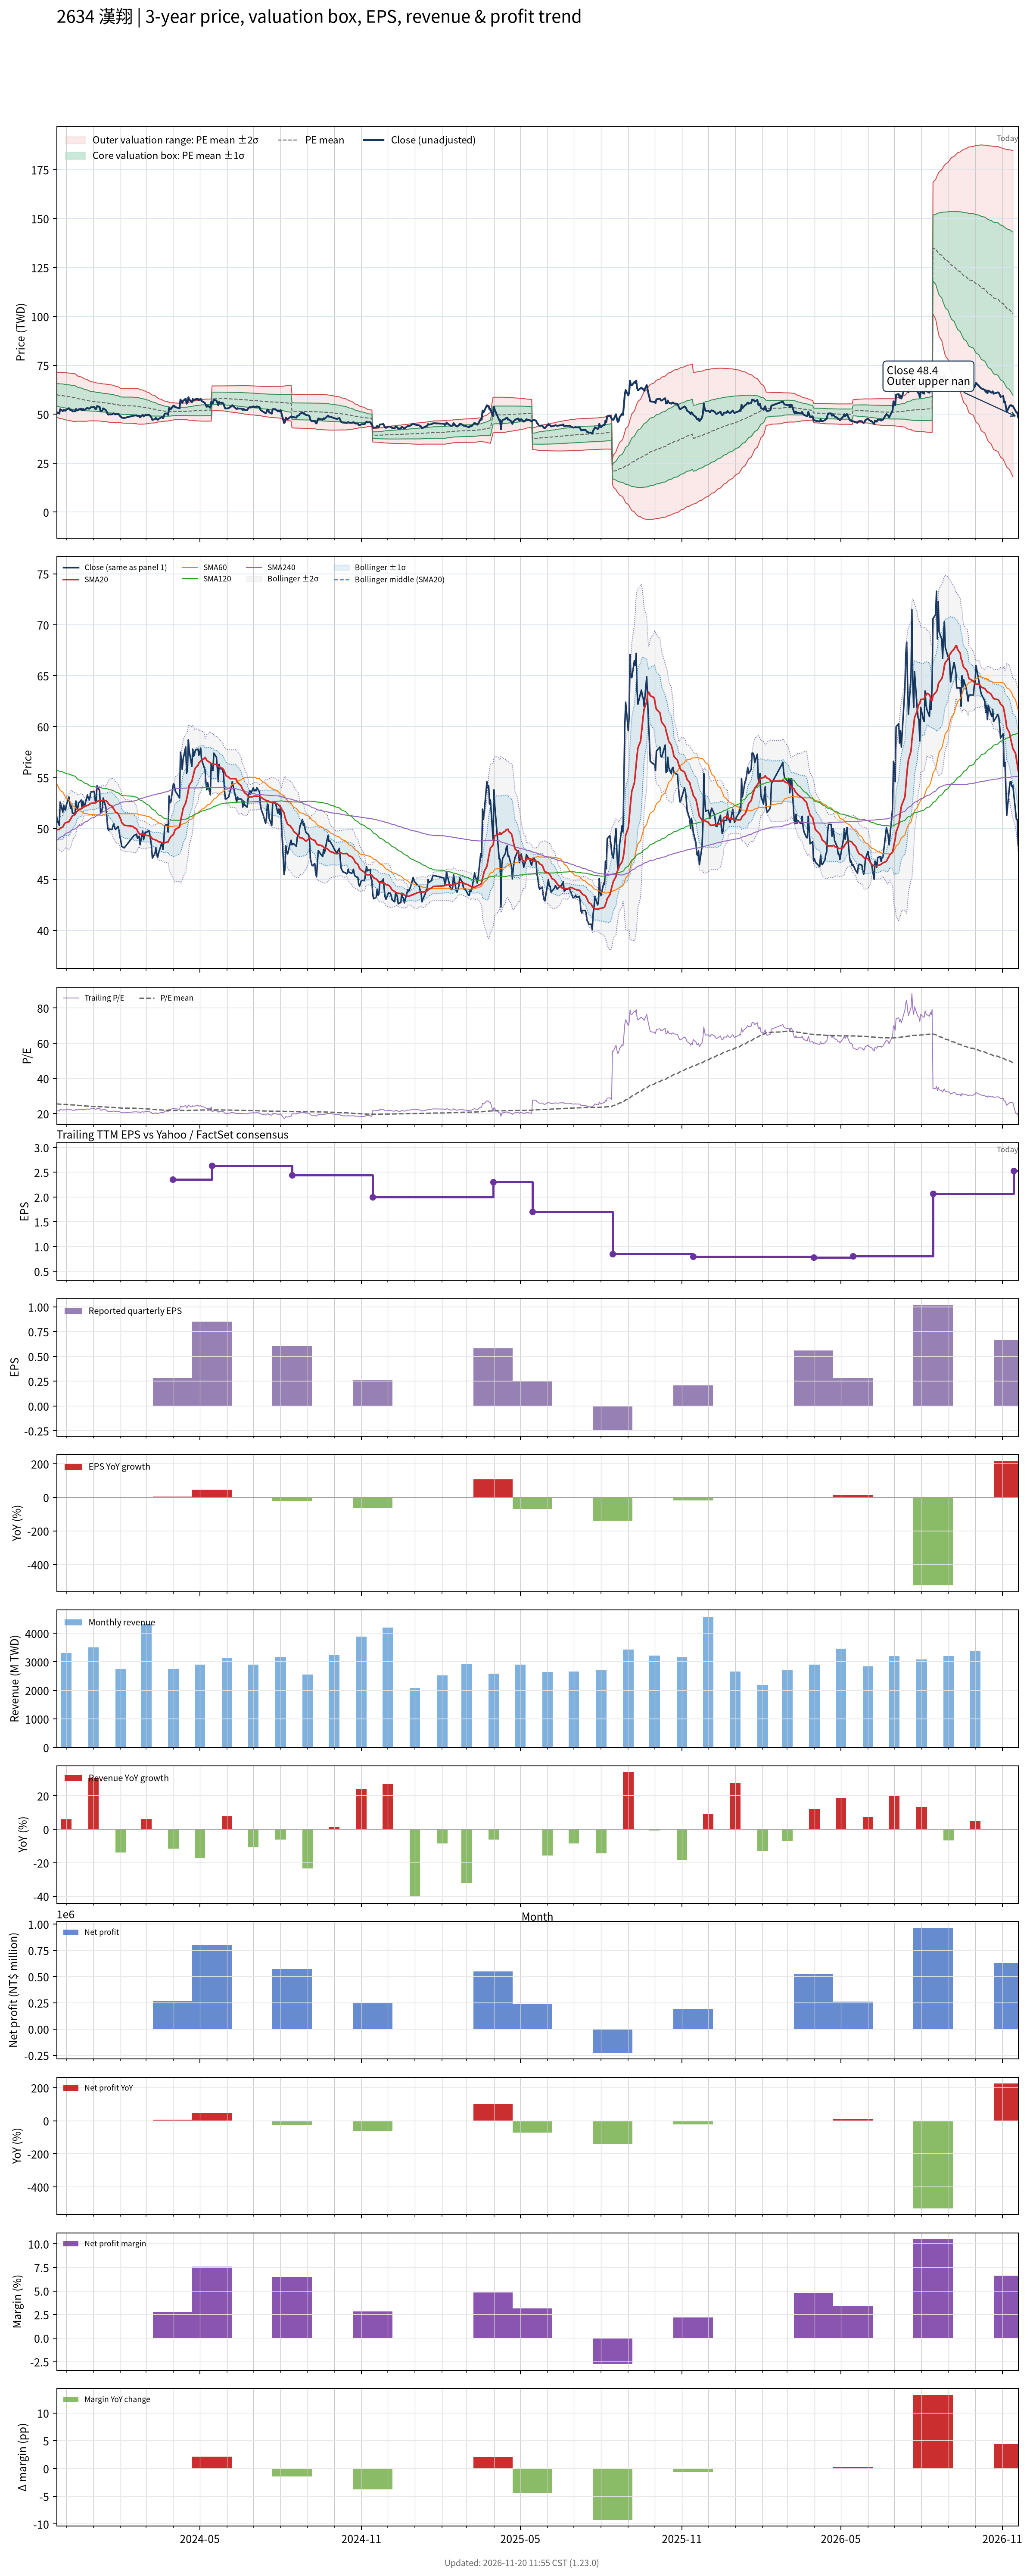 2634 漢翔 | 3-year price, valuation box, EPS, revenue & profit trend
Outer valuation range: PE mean ±2σ
Core valuation box: PE mean ±1σ
PE mean
Close (unadjusted)
Today
175
150
125
100
75
50
25
0
Price (TWD)
Close 48.4
Outer upper nan
Close (same as panel 1)
SMA20
SMA60
SMA120
SMA240
Bollinger ±2σ
Bollinger ±1σ
Bollinger middle (SMA20)
75
70
65
60
55
50
45
40
Price
Trailing P/E
P/E mean
80
60
40
20
P/E
Trailing TTM EPS vs Yahoo / FactSet consensus
Today
3.0
2.5
2.0
1.5
1.0
0.5
EPS
Reported quarterly EPS
1.00
0.75
0.50
0.25
0.00
-0.25
EPS
EPS YoY growth
200
0
-200
-400
YoY (%)
Monthly revenue
4000
3000
2000
1000
0
Revenue (M TWD)
Revenue YoY growth
20
0
-20
-40
YoY (%)
Month
1e6
Net profit
1.00
0.75
0.50
0.25
0.00
-0.25
Net profit (NT$ million)
Net profit YoY
200
0
-200
-400
YoY (%)
Net profit margin
10.0
7.5
5.0
2.5
0.0
-2.5
Margin (%)
Margin YoY change
10
5
0
-5
-10
Δ margin (pp)
2024-05
2024-11
2025-05
2025-11
2026-05
2026-11
Updated: 2026-11-20 11:55 CST (1.23.0)